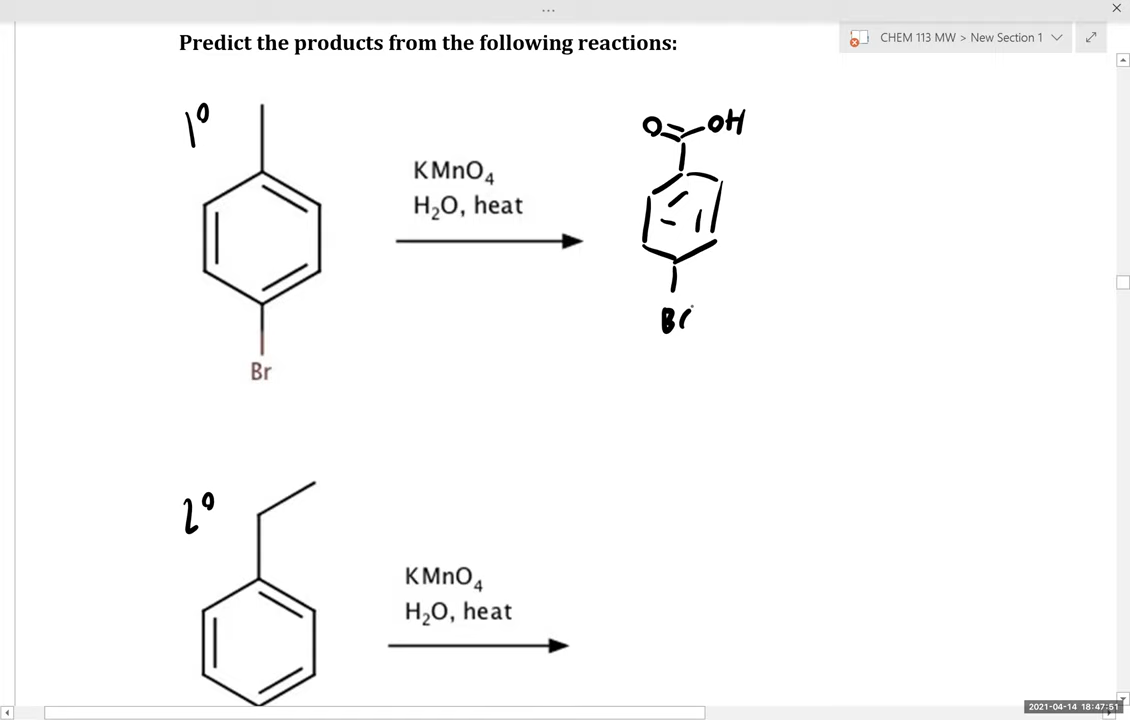 ...
CHEM 113 MW > New Section 1
Predict the products from the following reactions:
1°
KMnO₄
H₂O, heat
O
OH
Br
Br
2°
KMnO₄
H₂O, heat
2021-04-14 18:47:51